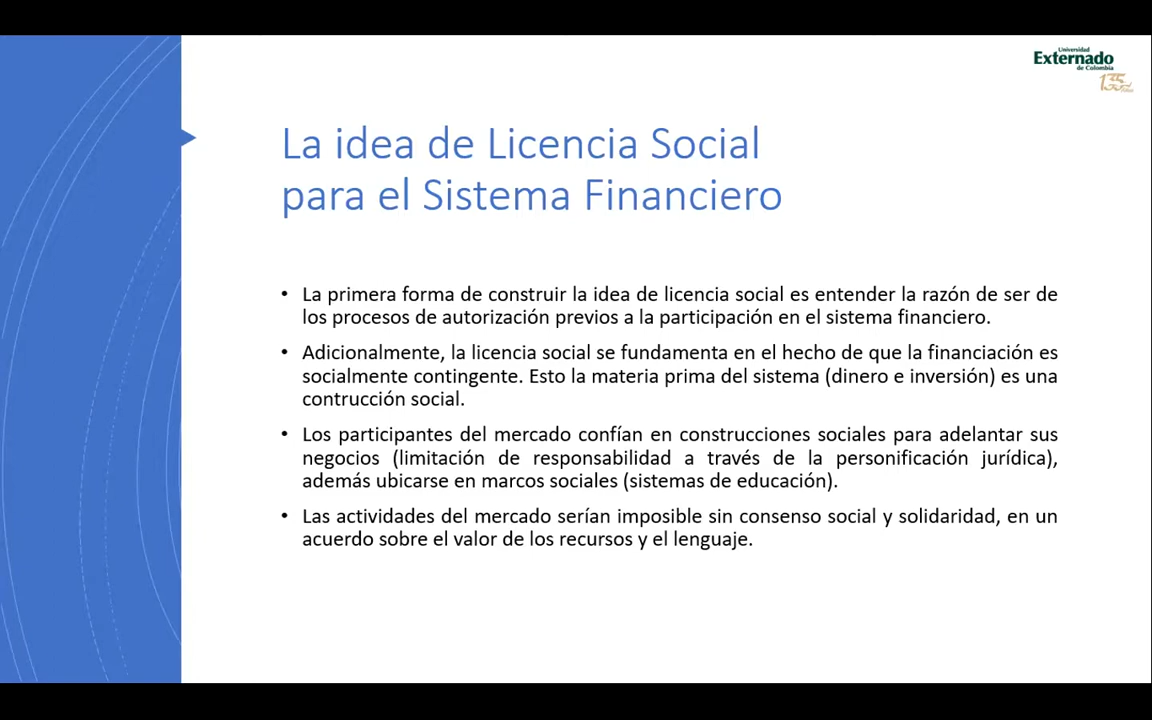 Universidad
Externado
de Colombia
135
años
La idea de Licencia Social
para el Sistema Financiero
• La primera forma de construir la idea de licencia social es entender la razón de ser de
los procesos de autorización previos a la participación en el sistema financiero.
• Adicionalmente, la licencia social se fundamenta en el hecho de que la financiación es
socialmente contingente. Esto la materia prima del sistema (dinero e inversión) es una
contrucción social.
• Los participantes del mercado confían en construcciones sociales para adelantar sus
negocios (limitación de responsabilidad a través de la personificación jurídica),
además ubicarse en marcos sociales (sistemas de educación).
• Las actividades del mercado serían imposible sin consenso social y solidaridad, en un
acuerdo sobre el valor de los recursos y el lenguaje.